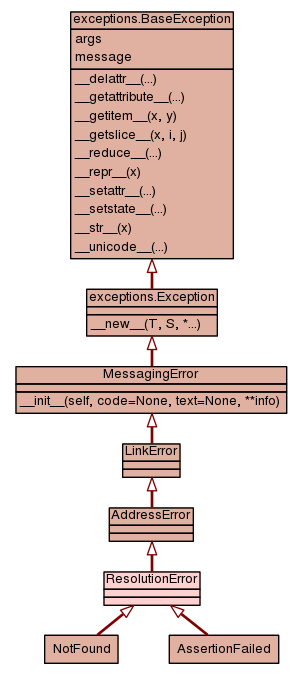 exceptions.BaseException
args
message
__delattr__(...)
__getattribute__(...)
__getitem__(x, y)
__getslice__(x, i, j)
__reduce__(...)
__repr__(x)
__setattr__(...)
__setstate__(...)
__str__(x)
__unicode__(...)
exceptions.Exception
__new__(T, S, *...)
MessagingError
__init__(self, code=None, text=None, **info)
LinkError
AddressError
ResolutionError
NotFound
AssertionFailed